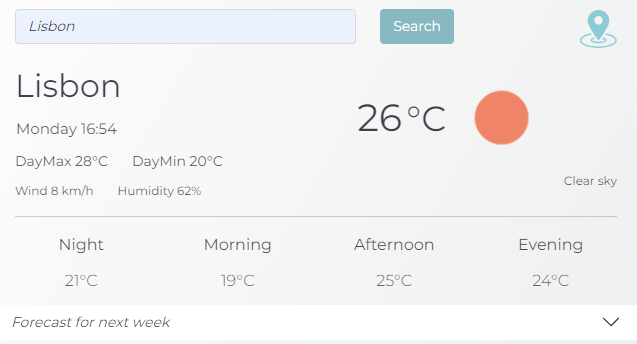 Lisbon
Search
Lisbon
Monday 16:54
26°C
DayMax 28°C DayMin 20°C
Wind 8 km/h Humidity 62%
Clear sky
Night Morning Afternoon Evening
21°C 19°C 25°C 24°C
Forecast for next week